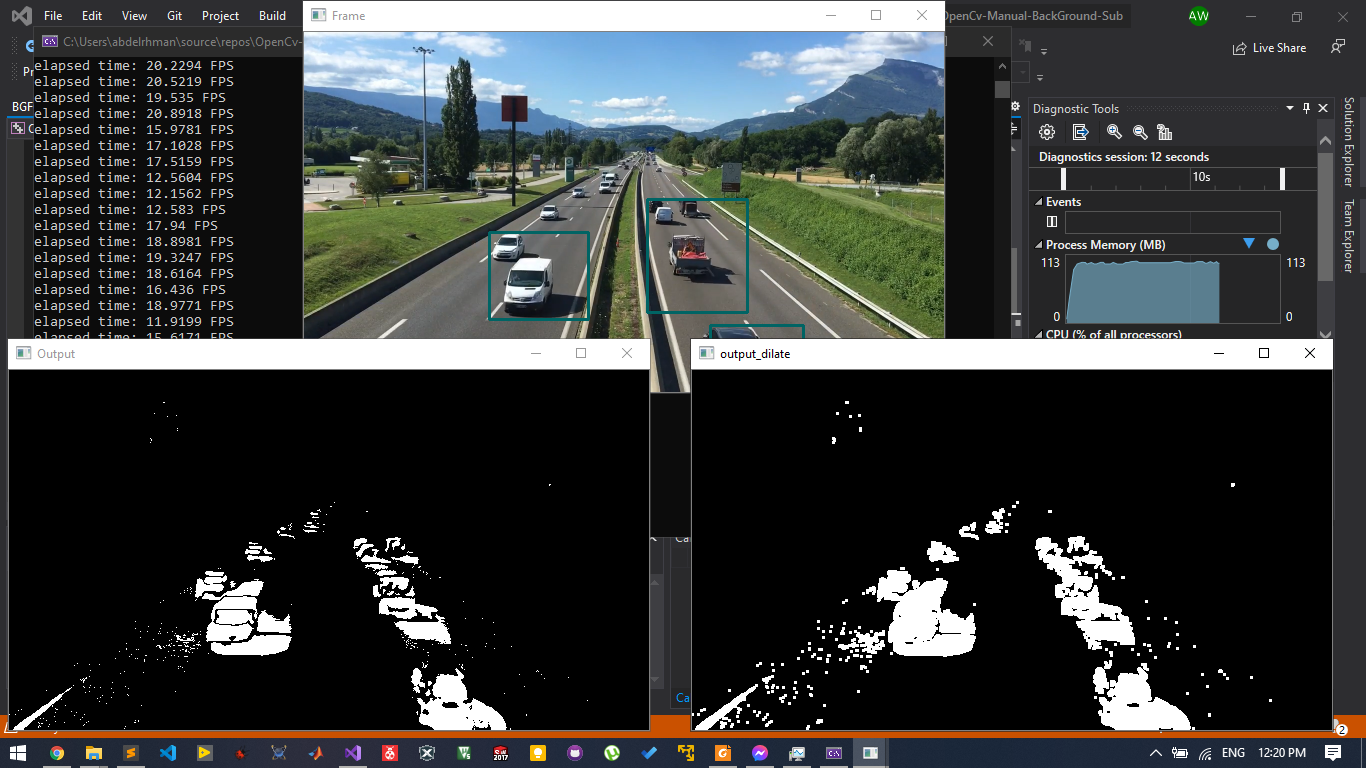 File Edit View Git Project Build
Frame
OpenCv-Manual-BackGround-Sub
AW
C:\Users\abdelrhman\source\repos\OpenCv-
Live Share
elapsed time: 20.2294 FPS
elapsed time: 20.5219 FPS
elapsed time: 19.535 FPS
elapsed time: 20.8918 FPS
elapsed time: 15.9781 FPS
elapsed time: 17.1028 FPS
elapsed time: 17.5159 FPS
elapsed time: 12.5604 FPS
elapsed time: 12.1562 FPS
elapsed time: 12.583 FPS
elapsed time: 17.94 FPS
elapsed time: 18.8981 FPS
elapsed time: 19.3247 FPS
elapsed time: 18.6164 FPS
elapsed time: 16.436 FPS
elapsed time: 18.9771 FPS
elapsed time: 11.9199 FPS
elapsed time: 15.6171 FPS
Diagnostic Tools
Diagnostics session: 12 seconds
10s
Events
Process Memory (MB)
113 113
0 0
CPU (% of all processors)
Solution Explorer
Team Explorer
Output
output_dilate
2
2017
ENG 12:20 PM